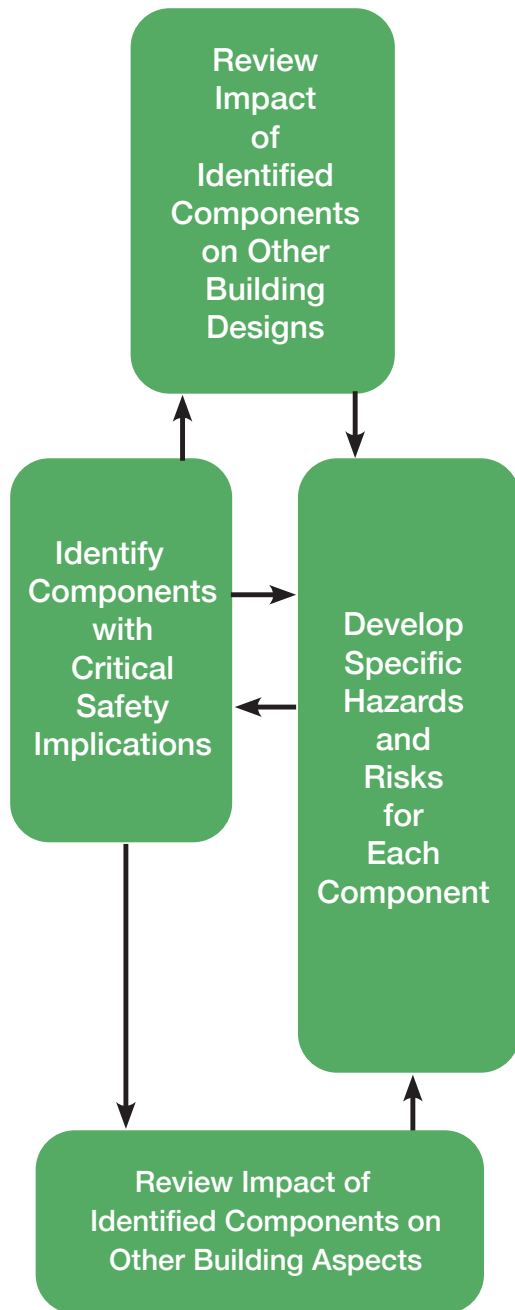 Review
Impact
of
Identified
Components
on Other
Building
Designs
Identify
Components
with
Critical
Safety
Implications
Develop
Specific
Hazards
and
Risks
for
Each
Component
Review Impact of
Identified Components on
Other Building Aspects